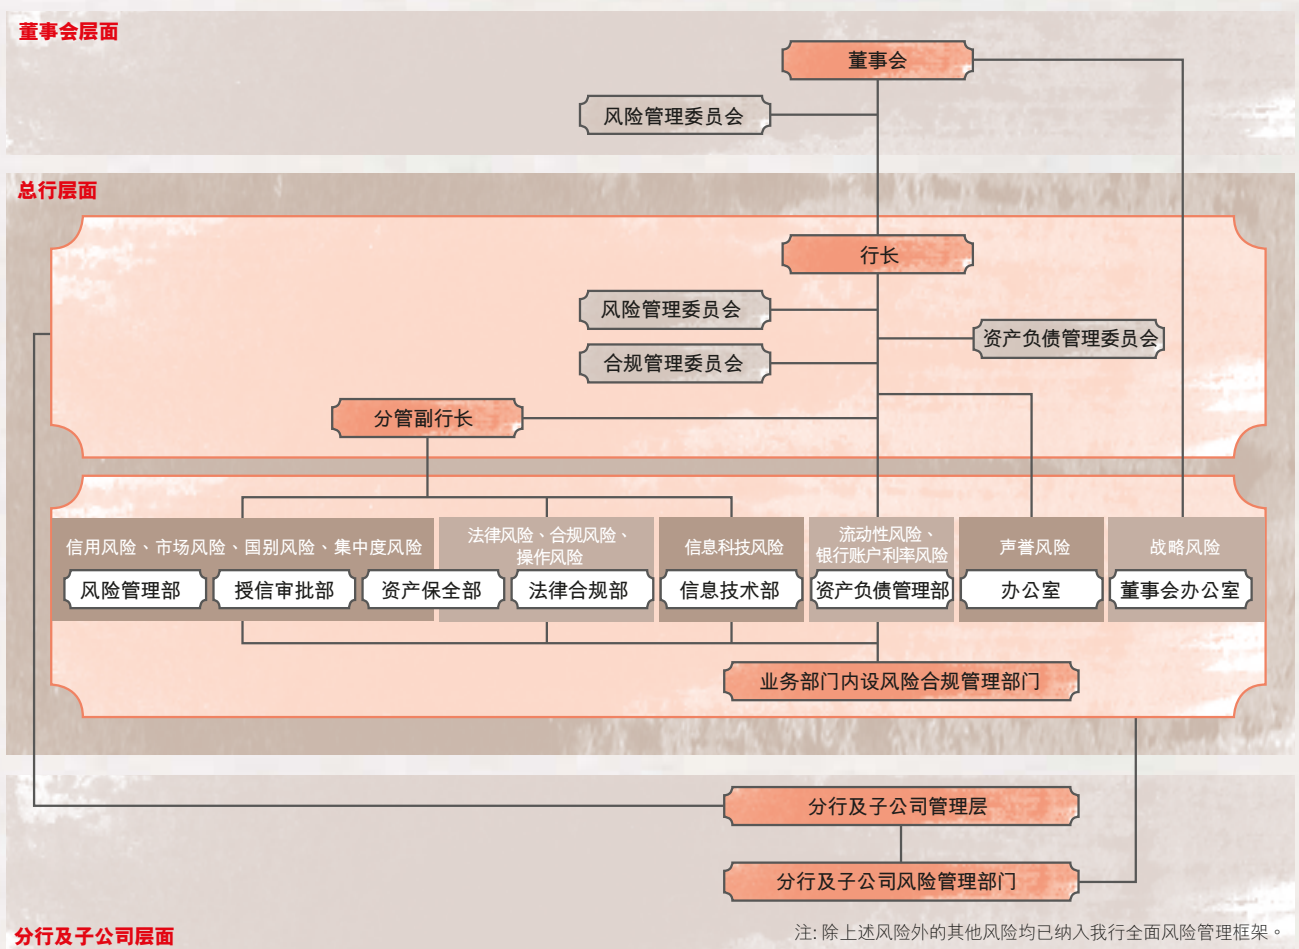 董事会层面
董事会
风险管理委员会
总行层面
行长
风险管理委员会
资产负债管理委员会
合规管理委员会
分管副行长
信用风险、市场风险、国别风险、集中度风险
法律风险、合规风险、
操作风险
信息科技风险
流动性风险、
银行账户利率风险
声誉风险
战略风险
风险管理部
授信审批部
资产保全部
法律合规部
信息技术部
资产负债管理部
办公室
董事会办公室
业务部门内设风险合规管理部门
分行及子公司管理层
分行及子公司风险管理部门
分行及子公司层面
注: 除上述风险外的其他风险均已纳入我行全面风险管理框架。